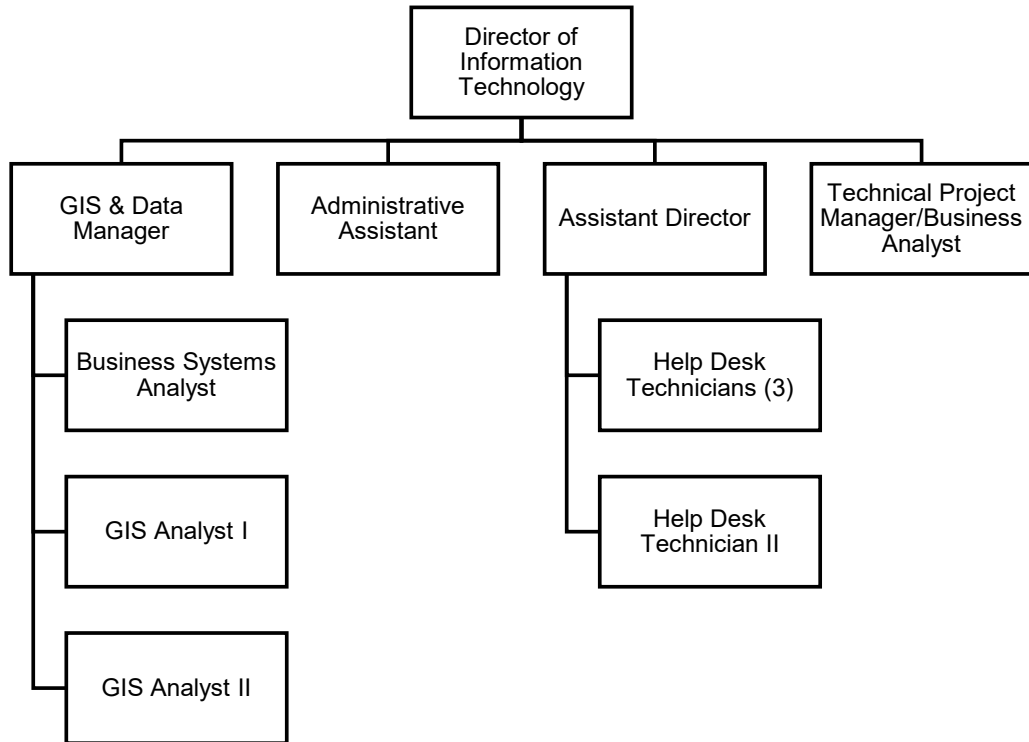 Director of
Information
Technology
GIS & Data
Manager
Administrative
Assistant
Assistant Director
Technical Project
Manager/Business
Analyst
Business Systems
Analyst
GIS Analyst I
GIS Analyst II
Help Desk
Technicians (3)
Help Desk
Technician II